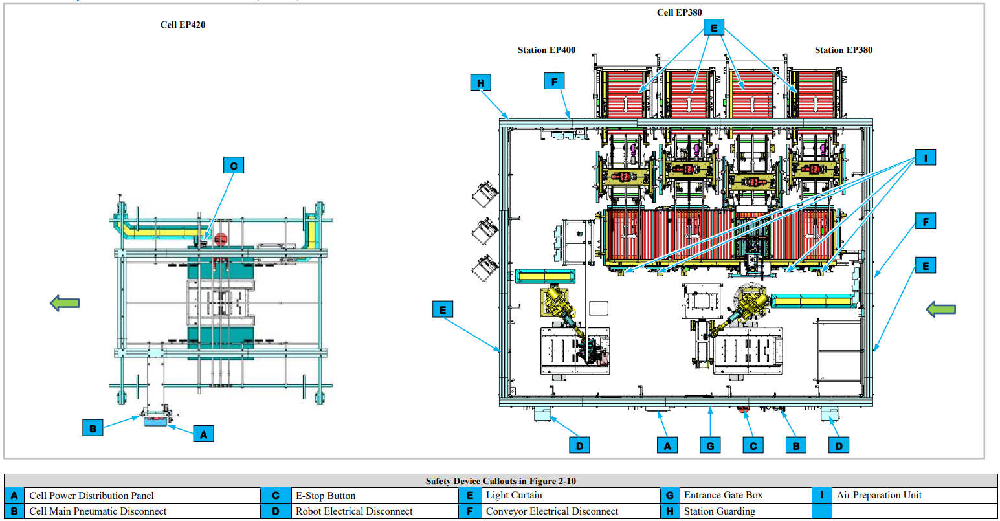 Cell EP380
Cell EP420
E
Station EP400
Station EP380
H
F
C
I
F
E
E
B
A
D
A
G
C
B
D
Safety Device Callouts in Figure 2-10
A Cell Power Distribution Panel C E-Stop Button E Light Curtain G Entrance Gate Box I Air Preparation Unit
B Cell Main Pneumatic Disconnect D Robot Electrical Disconnect F Conveyor Electrical Disconnect H Station Guarding